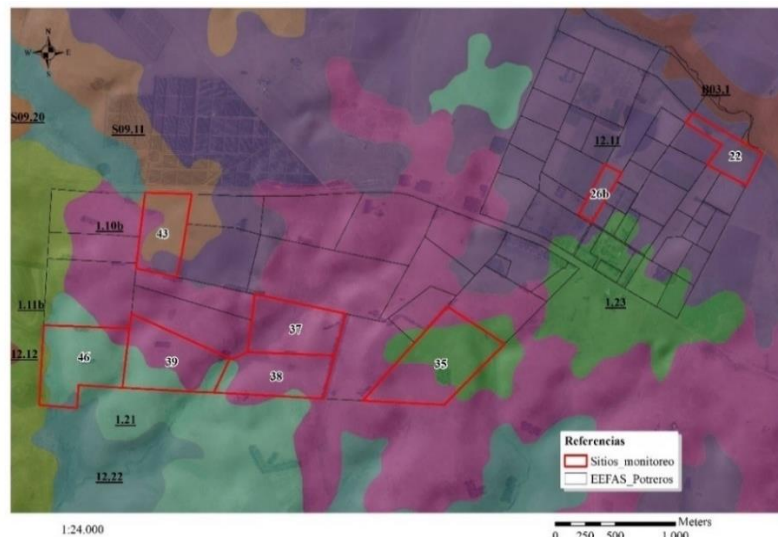 N
W E
S
S09.20
S09.11
B03.1
12.11
22
26b
1.10b
43
1.23
1.11b
37
12.12
46
39
38
35
1.21
12.22
Referencias
Sitios_monitoreo
EEFAS_Potreros
1:24.000
Meters
0 250 500 1.000